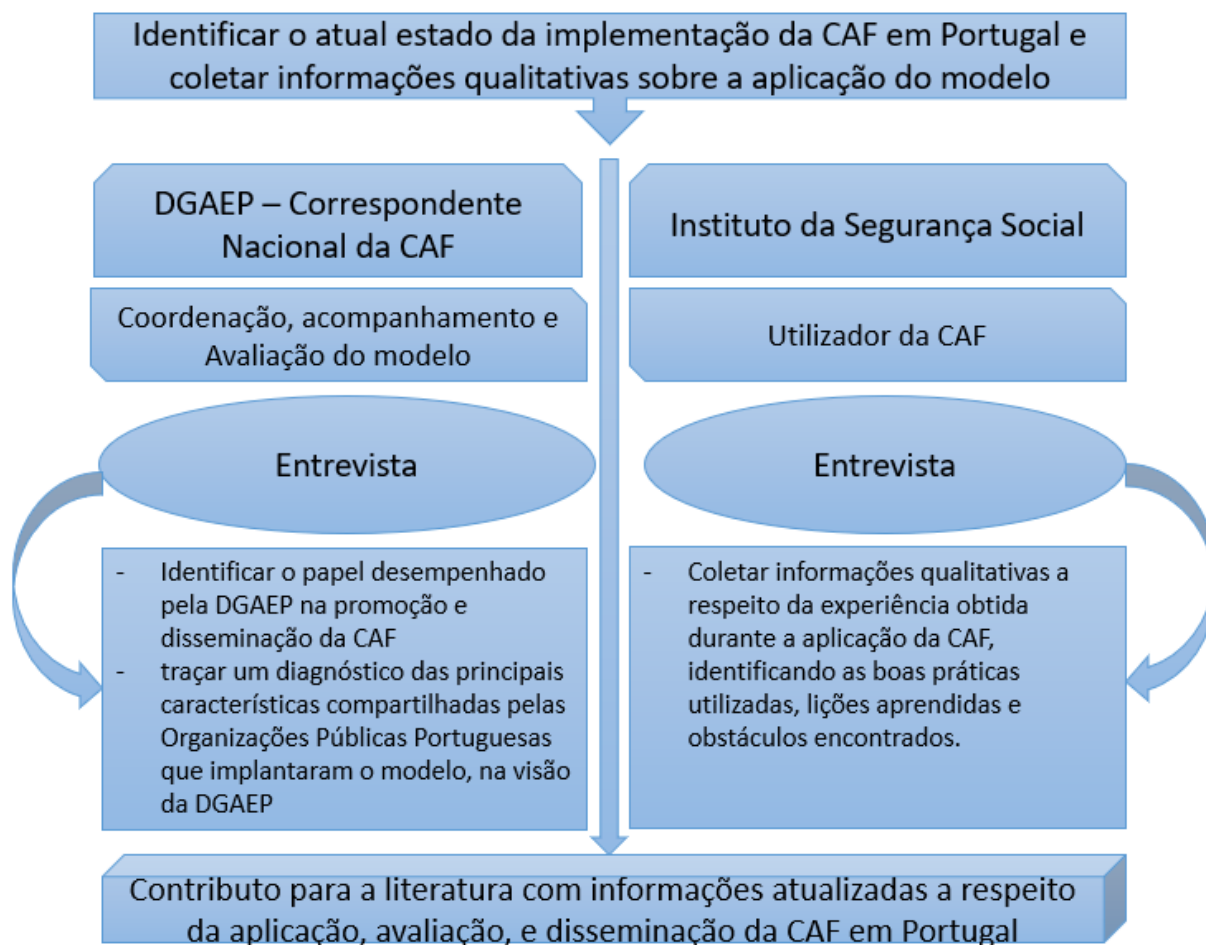 Identificar o atual estado da implementação da CAF em Portugal e
coletar informações qualitativas sobre a aplicação do modelo
DGAEP – Correspondente
Nacional da CAF
Instituto da Segurança Social
Coordenação, acompanhamento e
Avaliação do modelo
Utilizador da CAF
Entrevista
Entrevista
- Identificar o papel desempenhado
pela DGAEP na promoção e
disseminação da CAF
- traçar um diagnóstico das principais
características compartilhadas pelas
Organizações Públicas Portuguesas
que implantaram o modelo, na visão
da DGAEP
- Coletar informações qualitativas a
respeito da experiência obtida
durante a aplicação da CAF,
identificando as boas práticas
utilizadas, lições aprendidas e
obstáculos encontrados.
Contributo para a literatura com informações atualizadas a respeito
da aplicação, avaliação, e disseminação da CAF em Portugal